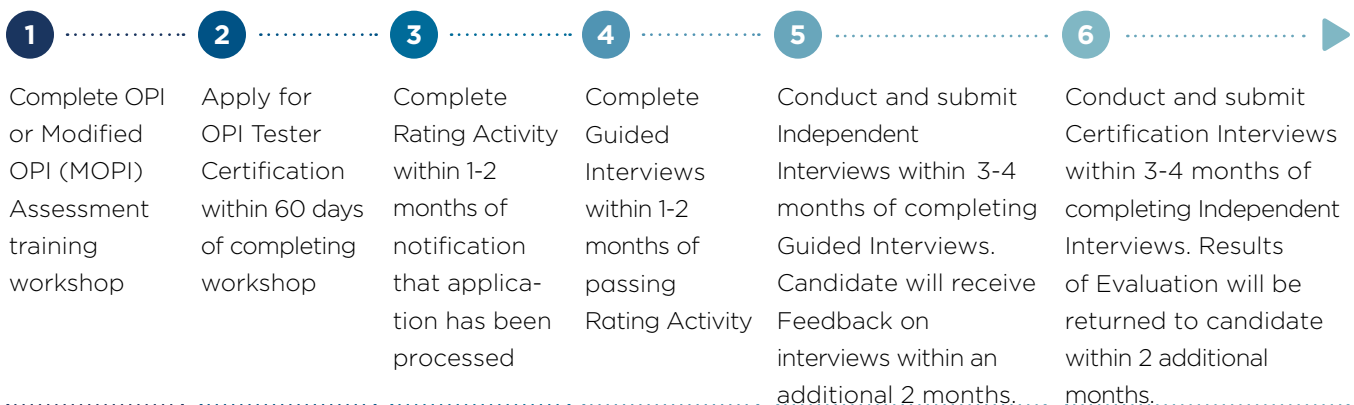 1
2
3
4
5
6
Complete OPI
or Modified
OPI (MOPI)
Assessment
training
workshop
Apply for
OPI Tester
Certification
within 60 days
of completing
workshop
Complete
Rating Activity
within 1-2
months of
notification
that applica-
tion has been
processed
Complete
Guided
Interviews
within 1-2
months of
passing
Rating Activity
Conduct and submit
Independent
Interviews within 3-4
months of completing
Guided Interviews.
Candidate will receive
Feedback on
interviews within an
additional 2 months.
Conduct and submit
Certification Interviews
within 3-4 months of
completing Independent
Interviews. Results
of Evaluation will be
returned to candidate
within 2 additional
months.